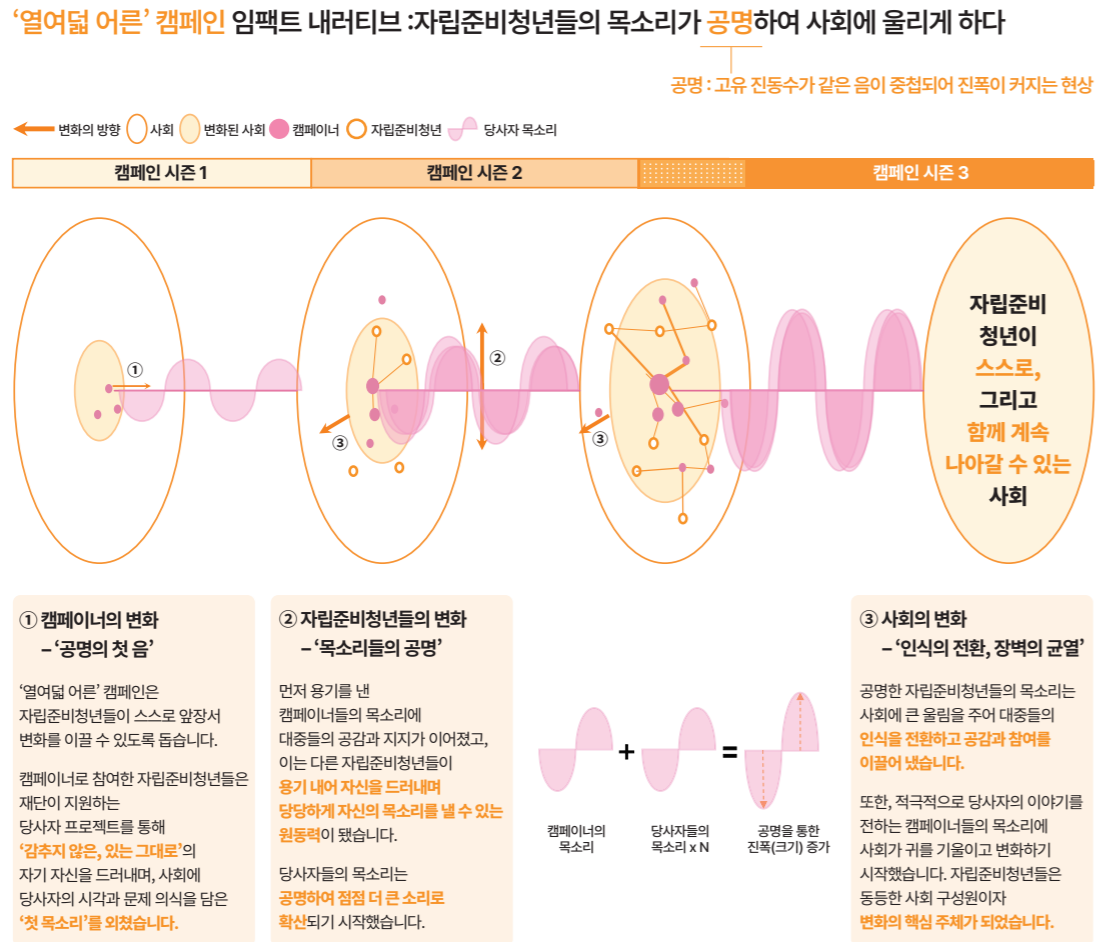 ‘열여덟 어른’ 캠페인 임팩트 내러티브 :자립준비청년들의 목소리가 공명하여 사회에 울리게 하다
공명 : 고유 진동수가 같은 음이 중첩되어 진폭이 커지는 현상
변화의 방향 사회 변화된 사회 캠페이너 자립준비청년 당사자 목소리
캠페인 시즌 1 캠페인 시즌 2 캠페인 시즌 3
①
②
③
③
자립준비
청년이
스스로,
그리고
함께 계속
나아갈 수 있는
사회
① 캠페이너의 변화
– ‘공명의 첫 음’
‘열여덟 어른’ 캠페인은
자립준비청년들이 스스로 앞장서
변화를 이끌 수 있도록 돕습니다.
캠페이너로 참여한 자립준비청년들은
재단이 지원하는
당사자 프로젝트를 통해
‘감추지 않은, 있는 그대로’의
자기 자신을 드러내며, 사회에
당사자의 시각과 문제 의식을 담은
‘첫 목소리’를 외쳤습니다.
② 자립준비청년들의 변화
– ‘목소리들의 공명’
먼저 용기를 낸
캠페이너들의 목소리에
대중들의 공감과 지지가 이어졌고,
이는 다른 자립준비청년들이
용기 내어 자신을 드러내며
당당하게 자신의 목소리를 낼 수 있는
원동력이 됐습니다.
당사자들의 목소리는
공명하여 점점 더 큰 소리로
확산되기 시작했습니다.
+ =
캠페이너의
목소리
당사자들의
목소리 x N
공명을 통한
진폭(크기) 증가
③ 사회의 변화
– ‘인식의 전환, 장벽의 균열’
공명한 자립준비청년들의 목소리는
사회에 큰 울림을 주어 대중들의
인식을 전환하고 공감과 참여를
이끌어 냈습니다.
또한, 적극적으로 당사자의 이야기를
전하는 캠페이너들의 목소리에
사회가 귀를 기울이고 변화하기
시작했습니다. 자립준비청년들은
동등한 사회 구성원이자
변화의 핵심 주체가 되었습니다.